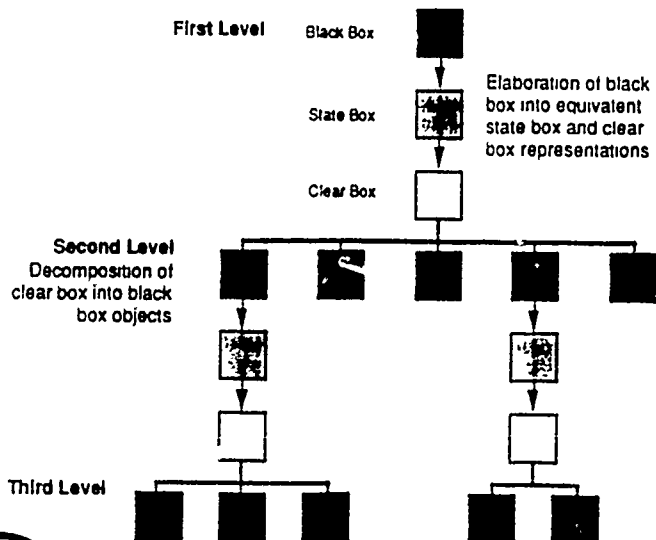 First Level
Black Box
State Box
Elaboration of black
box into equivalent
state box and clear
box representations
Clear Box
Second Level
Decomposition of
clear box into black
box objects
Third Level